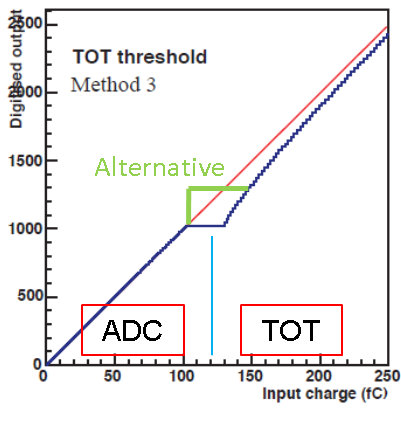 2500
Digitised output
TOT threshold
2000
Method 3
1500
Alternative
1000
500
ADC
TOT
0
0 50 100 150 200 250
Input charge (fC)